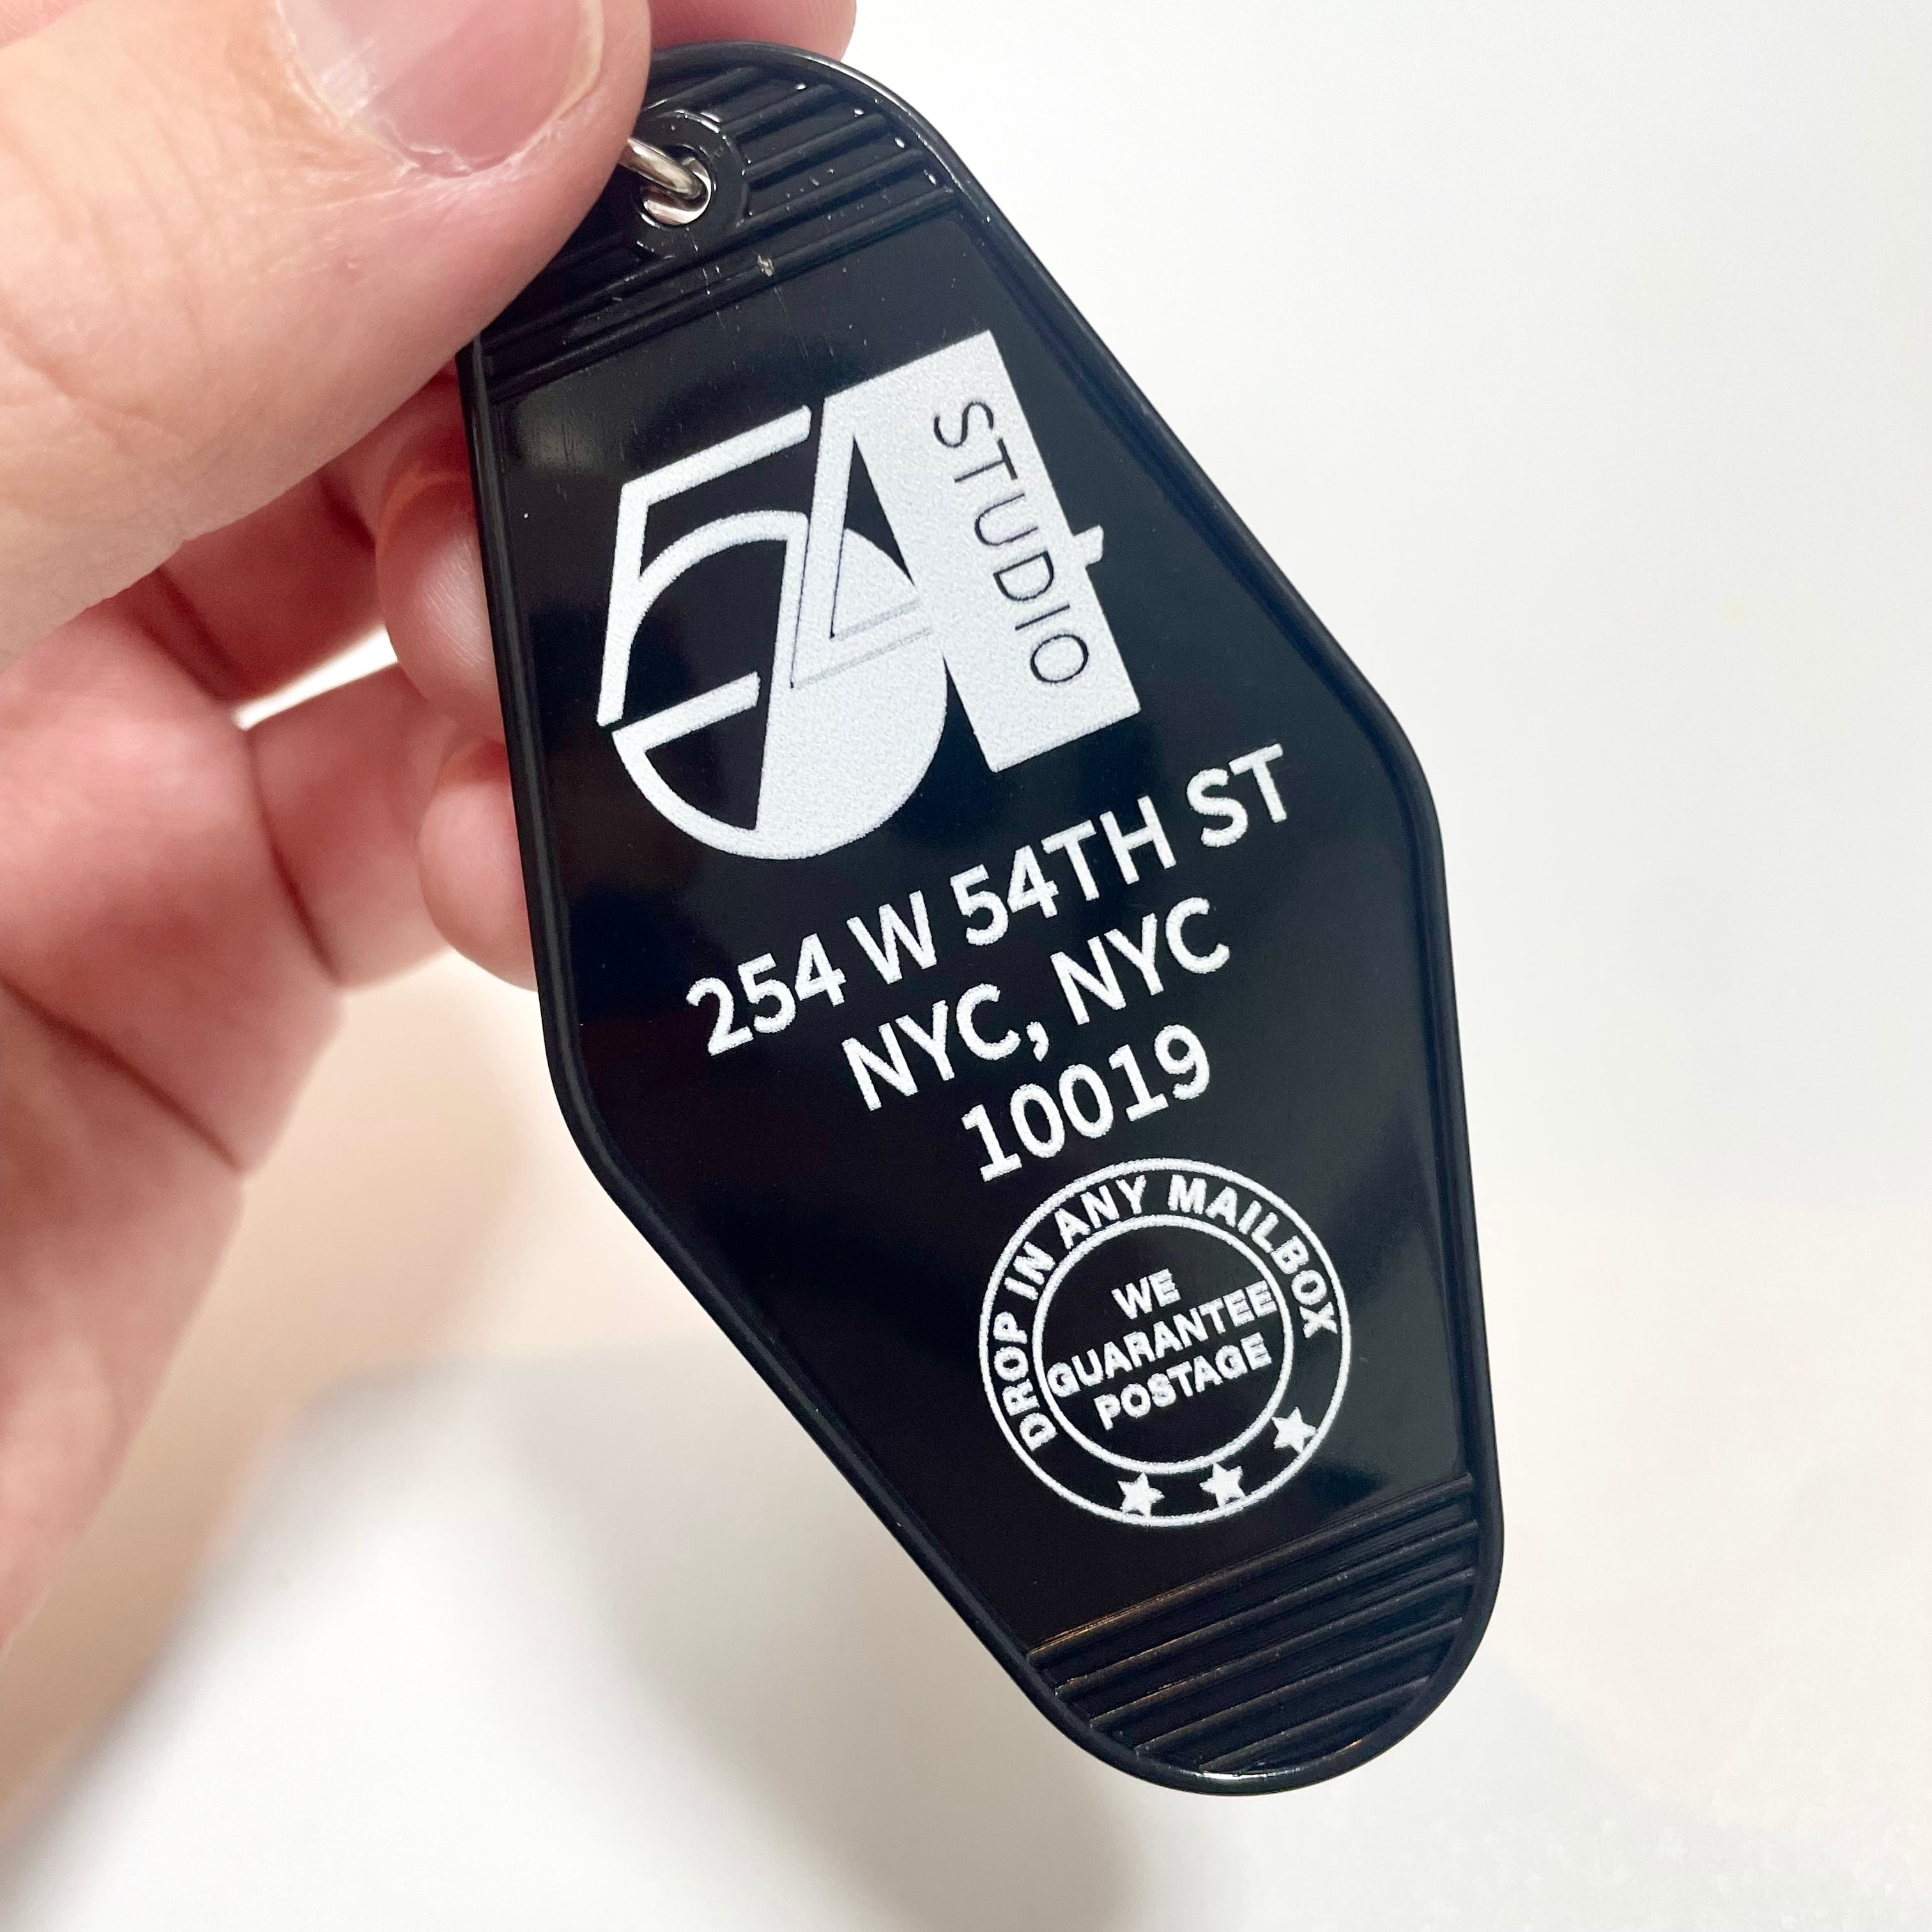 54
STUDIO
254 W 54TH ST
NYC, NYC
10019
DROP IN ANY MAILBOX
WE
GUARANTEE
POSTAGE